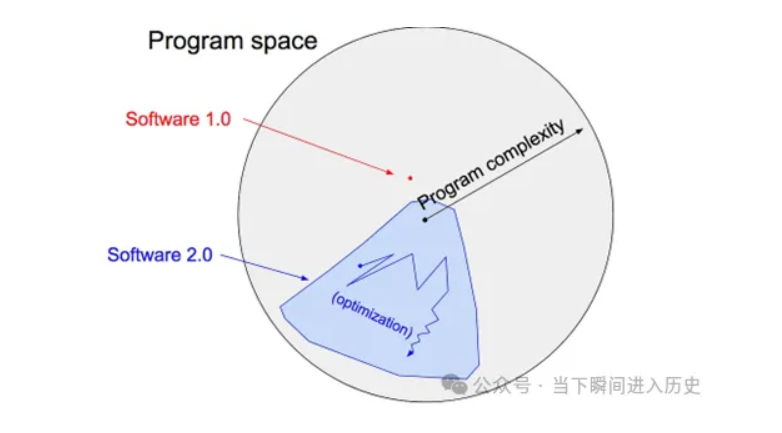 Program space
Software 1.0
Program complexity
Software 2.0
(optimization)
公众号 · 当下瞬间进入历史